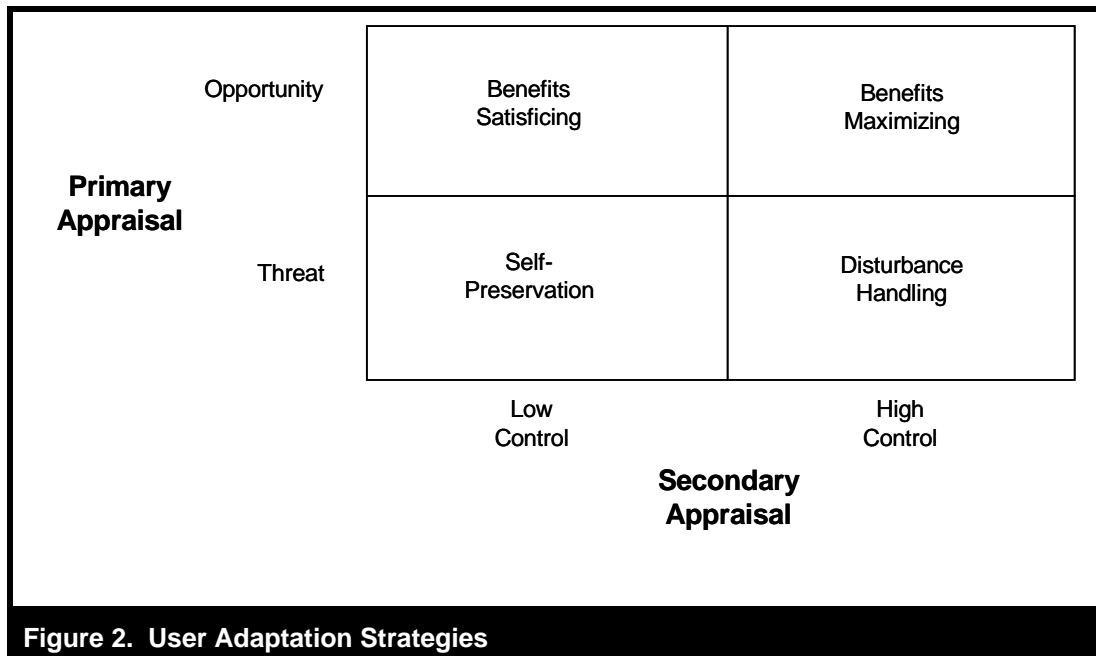 Opportunity
Benefits
Satisficing
Benefits
Maximizing
Primary
Appraisal
Threat
Self-
Preservation
Disturbance
Handling
Low
Control
High
Control
Secondary
Appraisal
Figure 2. User Adaptation Strategies